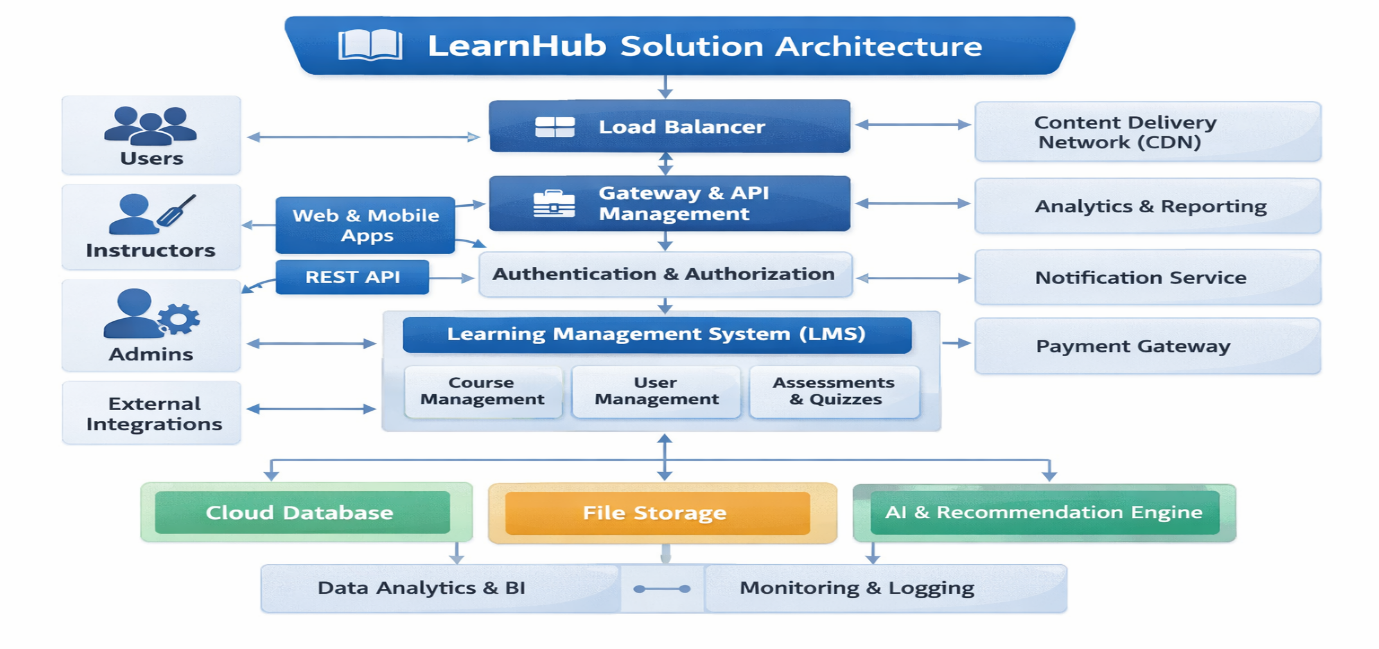 LearnHub Solution Architecture
Users
Load Balancer
Content Delivery
Network (CDN)
Instructors
Web & Mobile
Apps
Gateway & API
Management
Analytics & Reporting
REST API
Authentication & Authorization
Notification Service
Admins
Learning Management System (LMS)
Payment Gateway
Course
Management
User
Management
Assessments
& Quizzes
External
Integrations
Cloud Database
File Storage
AI & Recommendation Engine
Data Analytics & BI
Monitoring & Logging